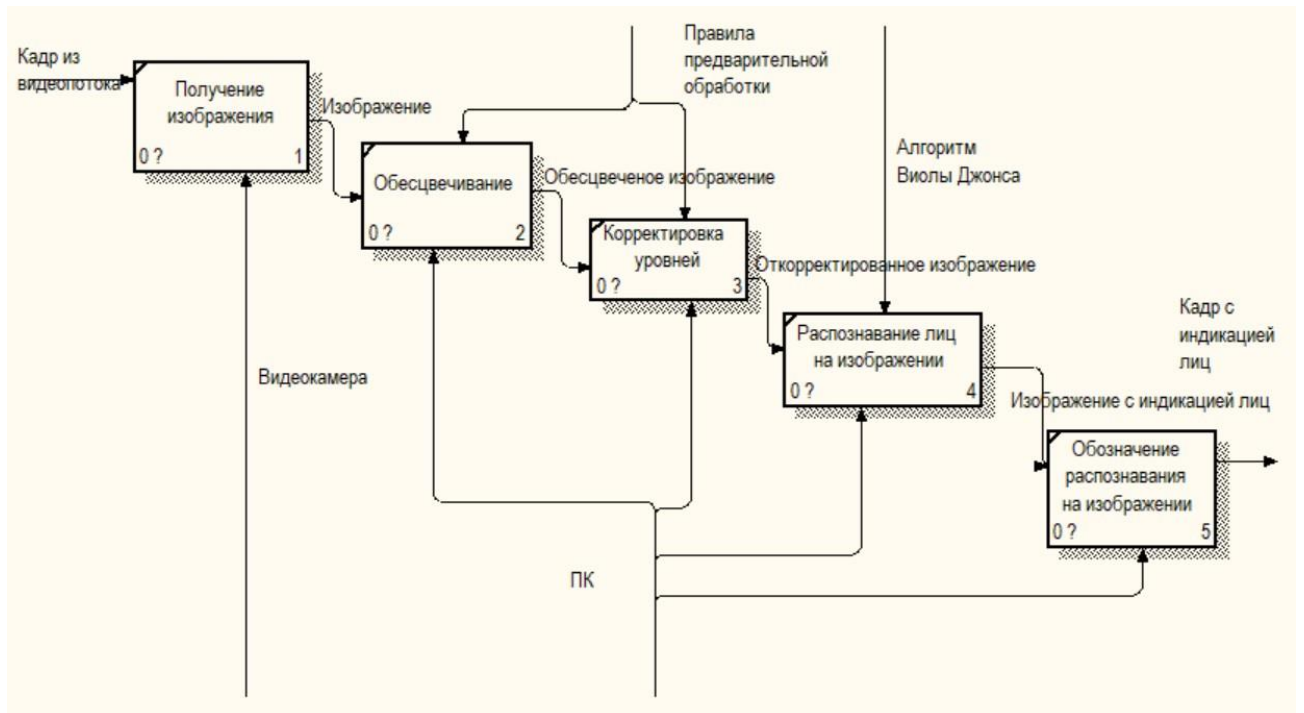 Кадр из
видеопотока
Получение
изображения
0 ?
1
Изображение
Правила
предварительной
обработки
Обесцвечивание
0 ?
2
Обесцвеченое изображение
Алгоритм
Виолы Джонса
Корректировка
уровней
0 ?
3
Откорректированное изображение
Распознавание лиц
на изображении
0 ?
4
Кадр с
индикацией
лиц
Видеокамера
Изображение с индикацией лиц
Обозначение
распознавания
на изображении
0 ?
5
ПК